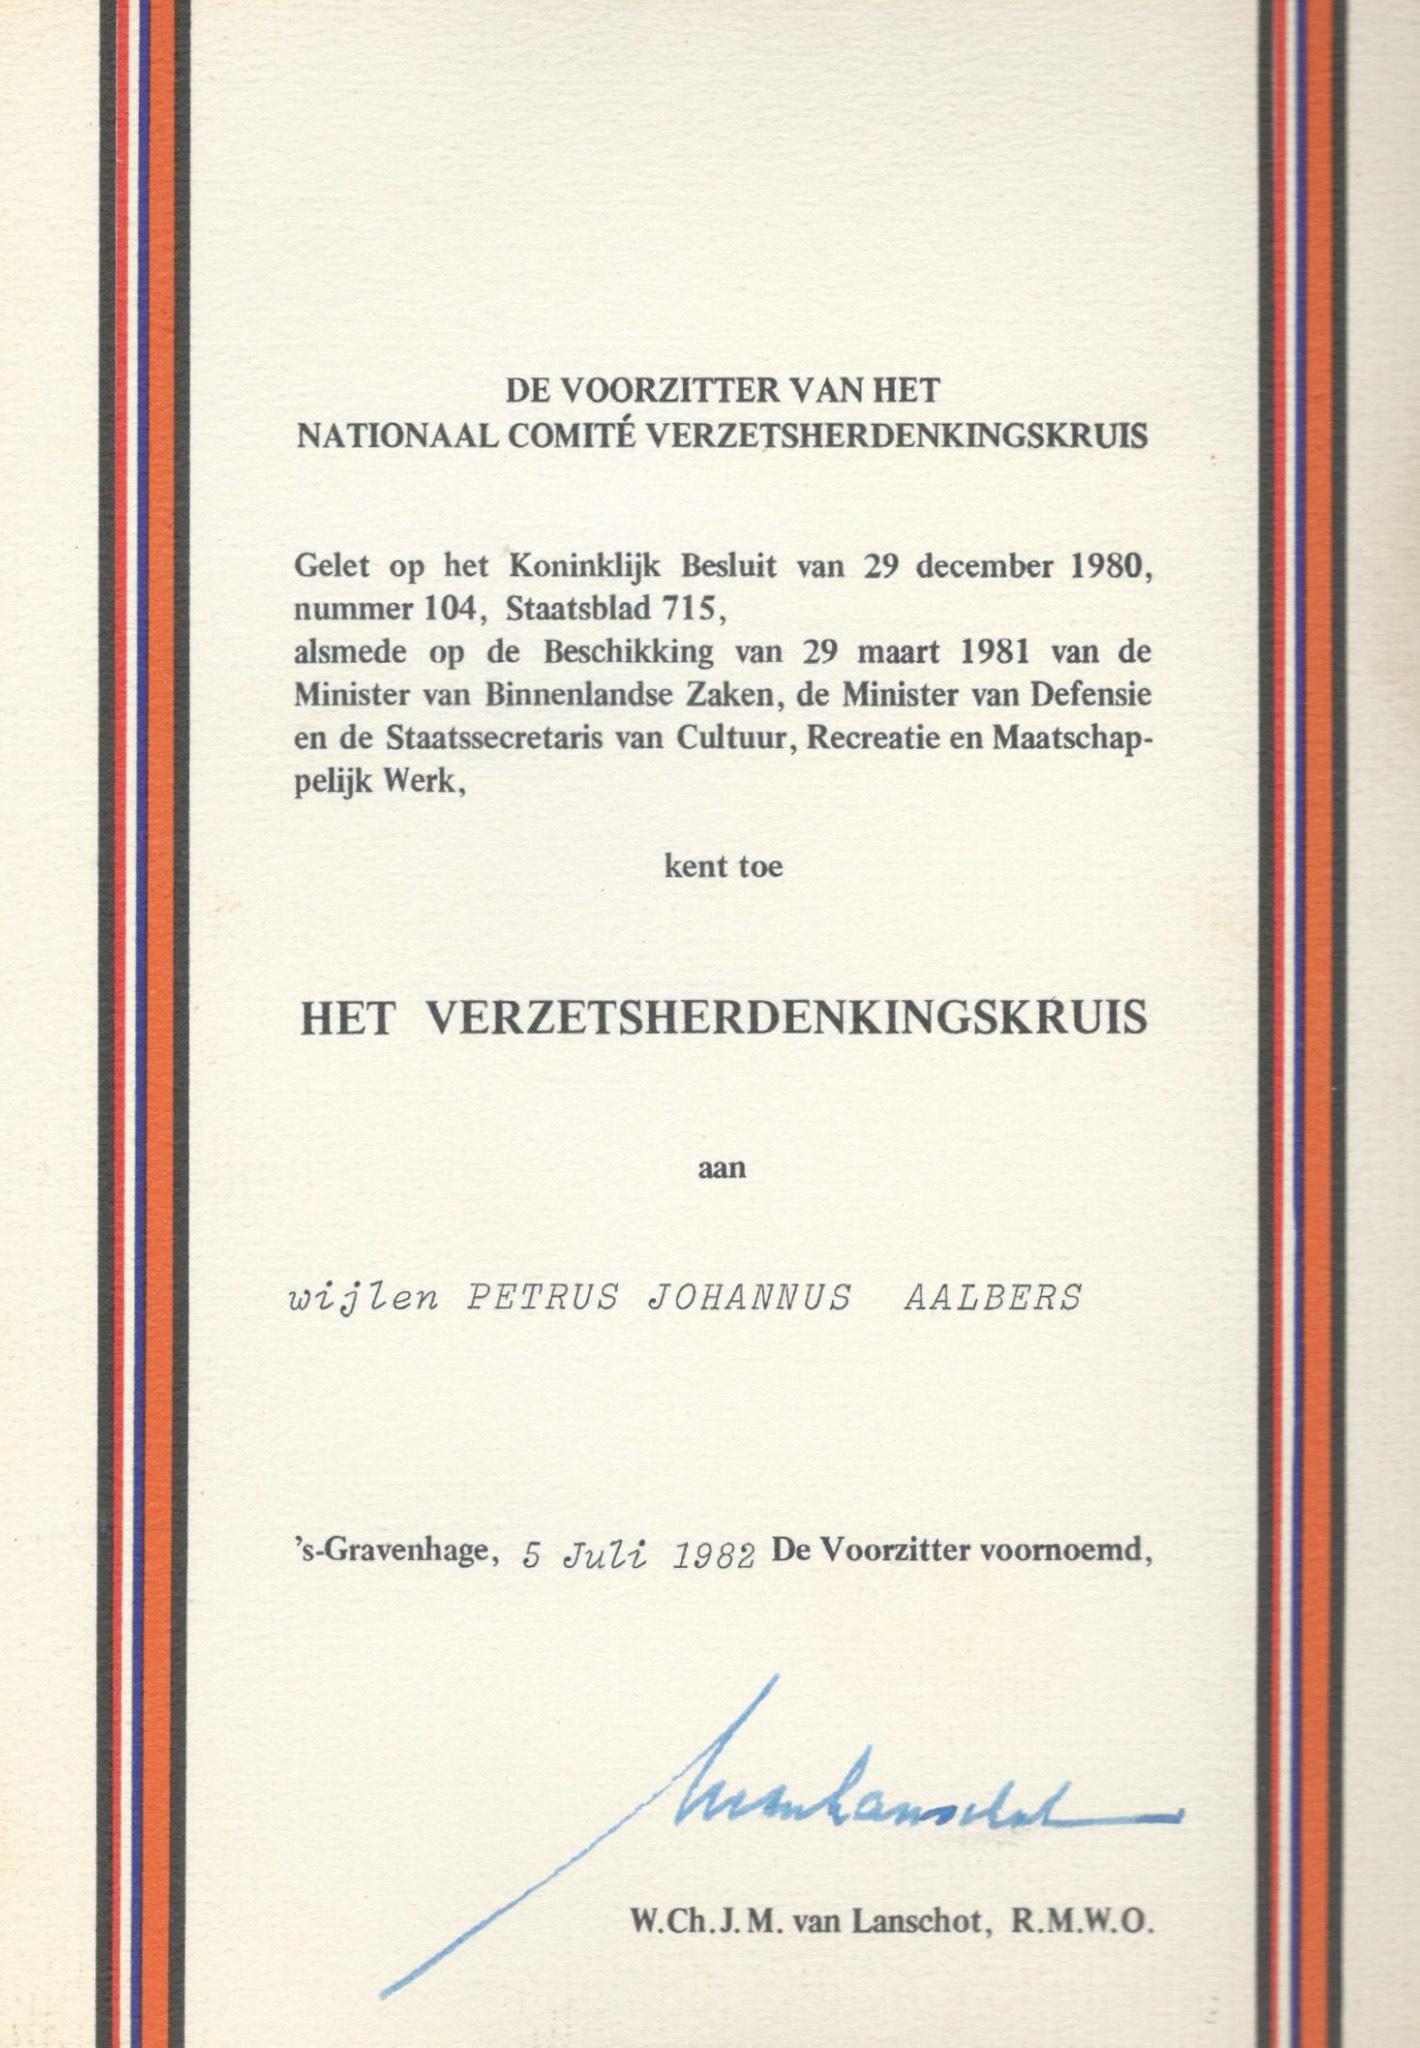 DE VOORZITTER VAN HET
NATIONAAL COMITÉ VERZETSHERDENKINGSKRUIS
Gelet op het Koninklijk Besluit van 29 december 1980,
nummer 104, Staatsblad 715,
alsmede op de Beschikking van 29 maart 1981 van de
Minister van Binnenlandse Zaken, de Minister van Defensie
en de Staatssecretaris van Cultuur, Recreatie en Maatschap-
pelijk Werk,
kent toe
HET VERZETSHERDENKINGSKRUIS
aan
wijlen PETRUS JOHANNUS AALBERS
's-Gravenhage, 5 Juli 1982 De Voorzitter voornoemd,
W.Ch.J.M. van Lanschot, R.M.W.O.